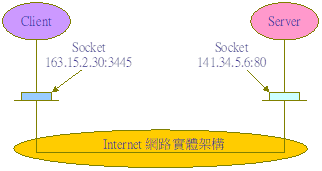 Client
Server
Socket
163.15.2.30:3445
Socket
141.34.5.6:80
Internet 網路實體架構